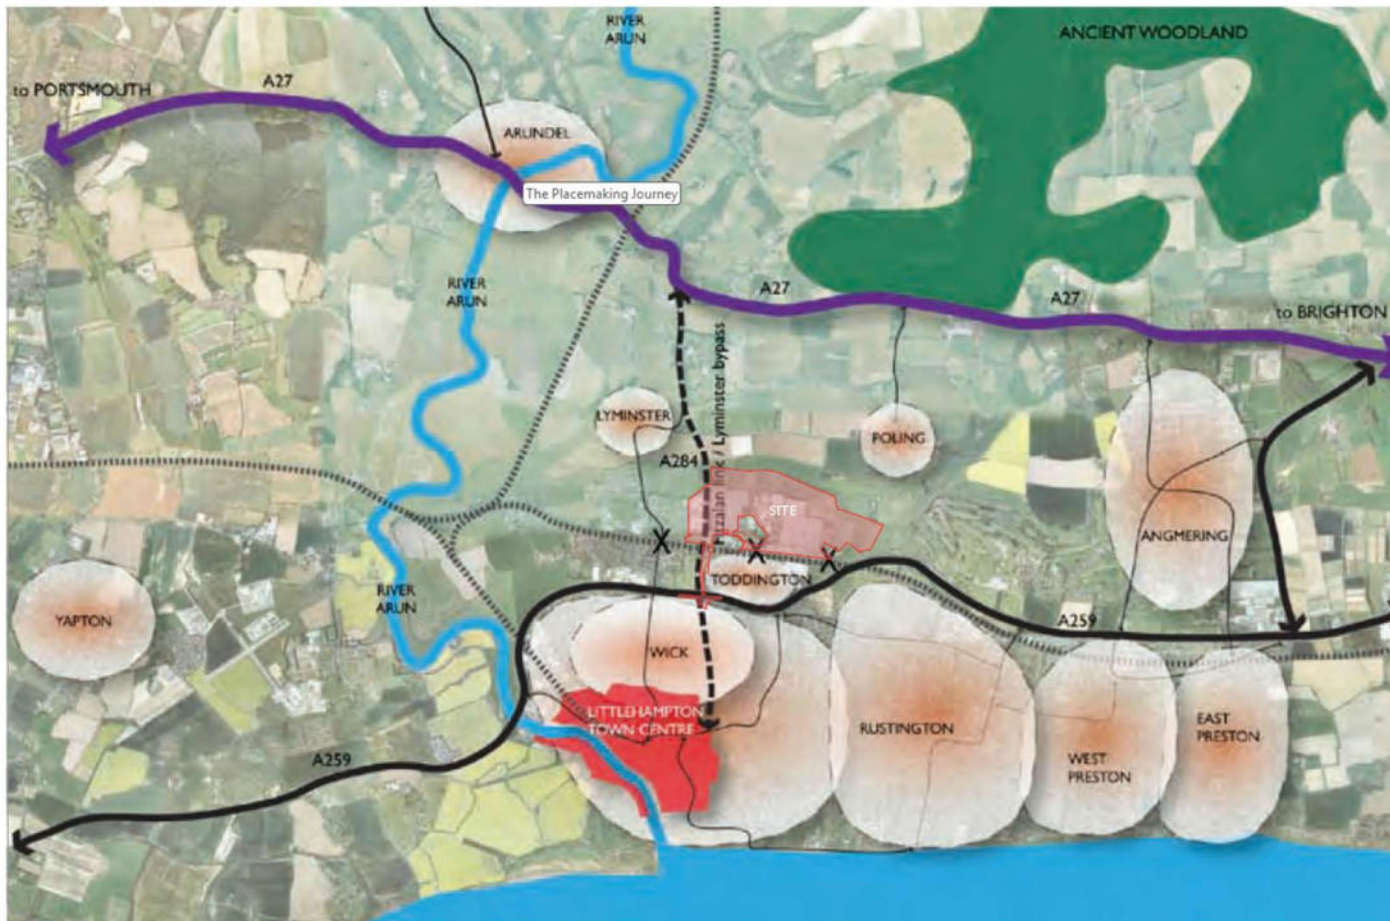 RIVER
ARUN
ANCIENT WOODLAND
A27
to PORTSMOUTH
ARUNDEL
The Placemaking Journey
RIVER
ARUN
A27
A27
to BRIGHTON
Fitzalan link / Lyminster bypass
LYMINSTER
POLING
A284
SITE
ANGMERING
TODDINGTON
RIVER
ARUN
YAPTON
A259
WICK
LITTLEHAMPTON
TOWN CENTRE
RUSTINGTON
EAST
PRESTON
WEST
PRESTON
A259
X
X
X